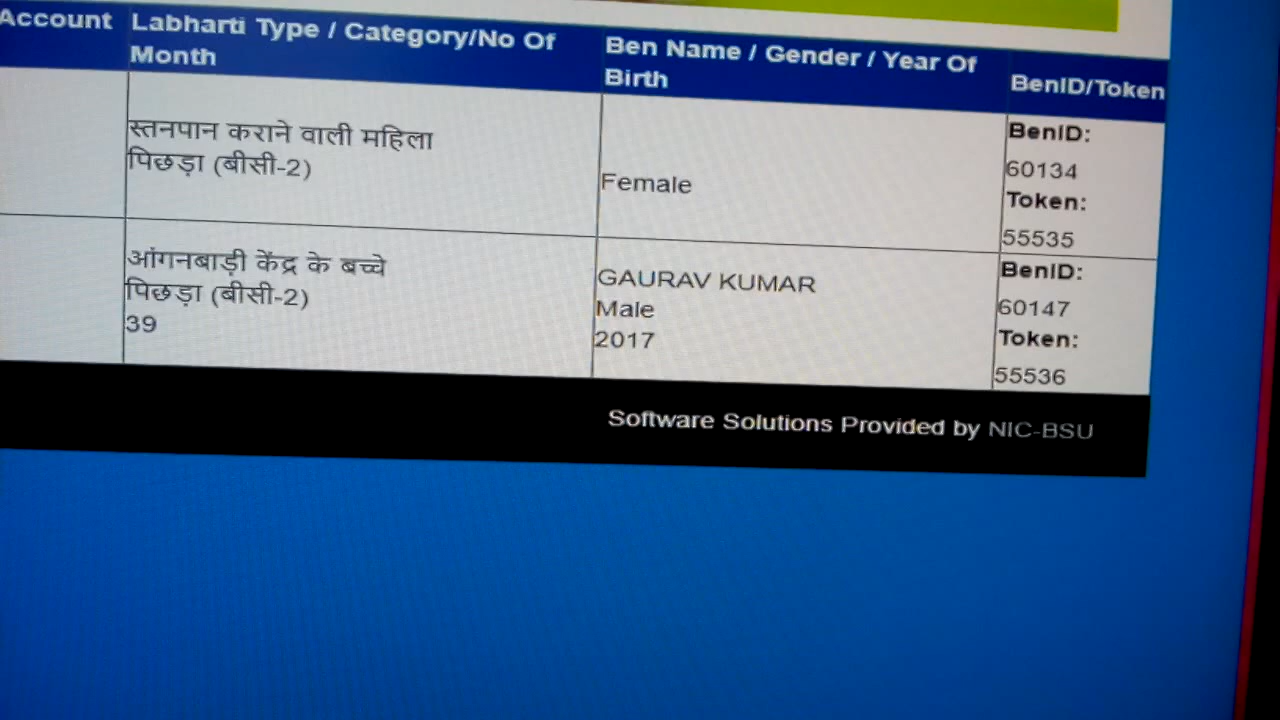 Account
Labharti Type / Category/No Of
Month
Ben Name / Gender / Year Of
Birth
BenID/Token
स्तनपान कराने वाली महिला
पिछड़ा (बीसी-2)
Female
BenID:
60134
Token:
55535
आंगनबाड़ी केंद्र के बच्चे
पिछड़ा (बीसी-2)
39
GAURAV KUMAR
Male
2017
BenID:
60147
Token:
55536
Software Solutions Provided by NIC-BSU